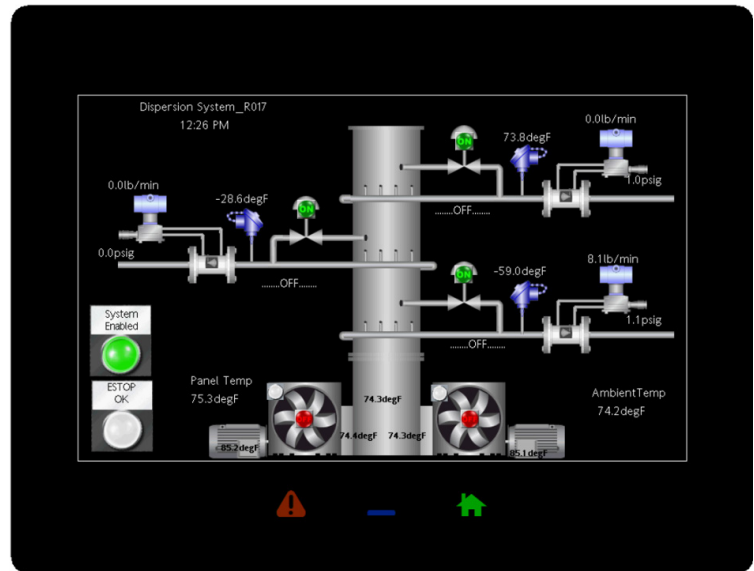 Dispersion System_R017
12:26 PM
0.0lb/min
73.8degF
1.0psig
ON
........OFF........
0.0lb/min
-28.6degF
ON
0.0psig
........OFF........
8.1lb/min
-59.0degF
ON
1.1psig
........OFF........
System
Enabled
ESTOP
OK
Panel Temp
75.3degF
74.3degF
AmbientTemp
74.2degF
74.4degF
74.3degF
85.2degF
85.1degF